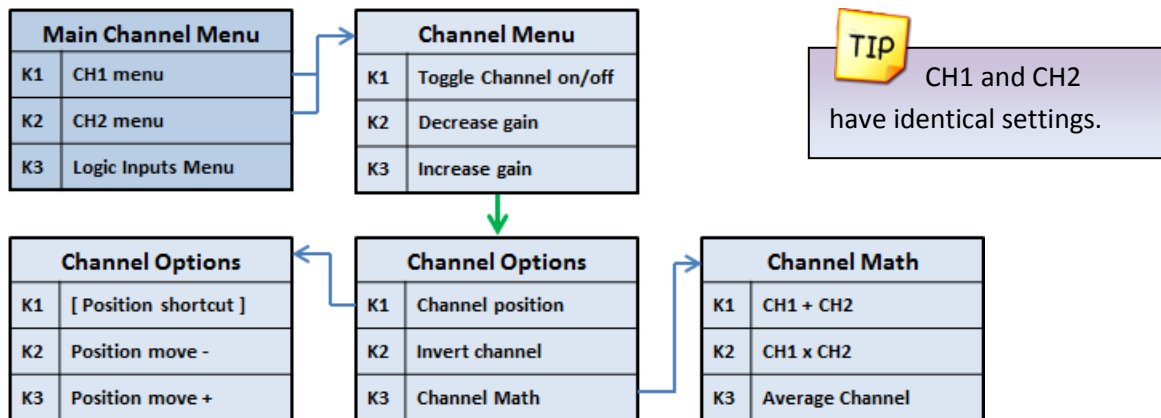 Main Channel Menu
K1 CH1 menu
K2 CH2 menu
K3 Logic Inputs Menu
Channel Menu
K1 Toggle Channel on/off
K2 Decrease gain
K3 Increase gain
TIP
CH1 and CH2
have identical settings.
Channel Options
K1 [ Position shortcut ]
K2 Position move -
K3 Position move +
Channel Options
K1 Channel position
K2 Invert channel
K3 Channel Math
Channel Math
K1 CH1 + CH2
K2 CH1 x CH2
K3 Average Channel